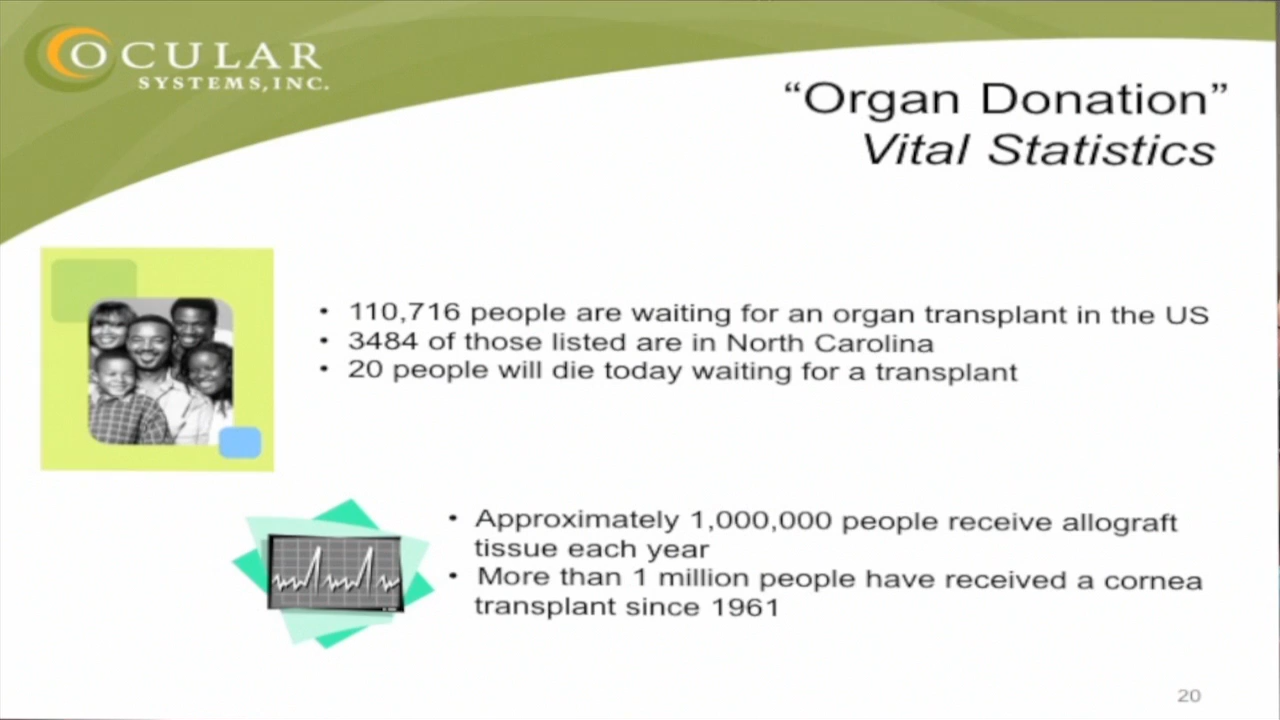 OCULAR
SYSTEMS, INC.
“Organ Donation”
Vital Statistics
• 110,716 people are waiting for an organ transplant in the US
• 3484 of those listed are in North Carolina
• 20 people will die today waiting for a transplant
• Approximately 1,000,000 people receive allograft
tissue each year
• More than 1 million people have received a cornea
transplant since 1961
20